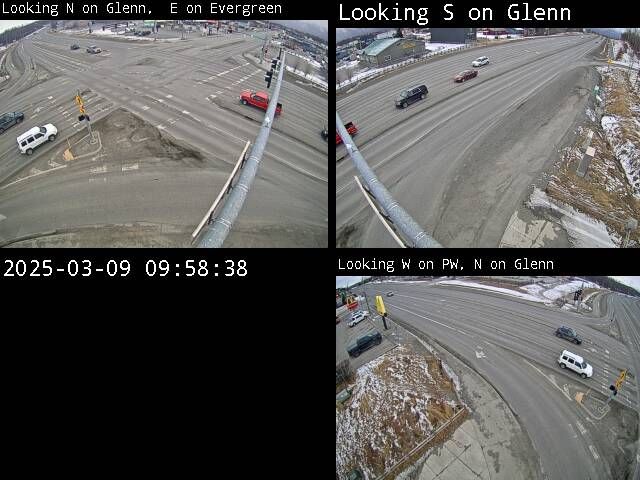 Looking N on Glenn,  E on Evergreen
Looking S on Glenn
2025-03-09 09:58:38
Looking W on PW, N on Glenn